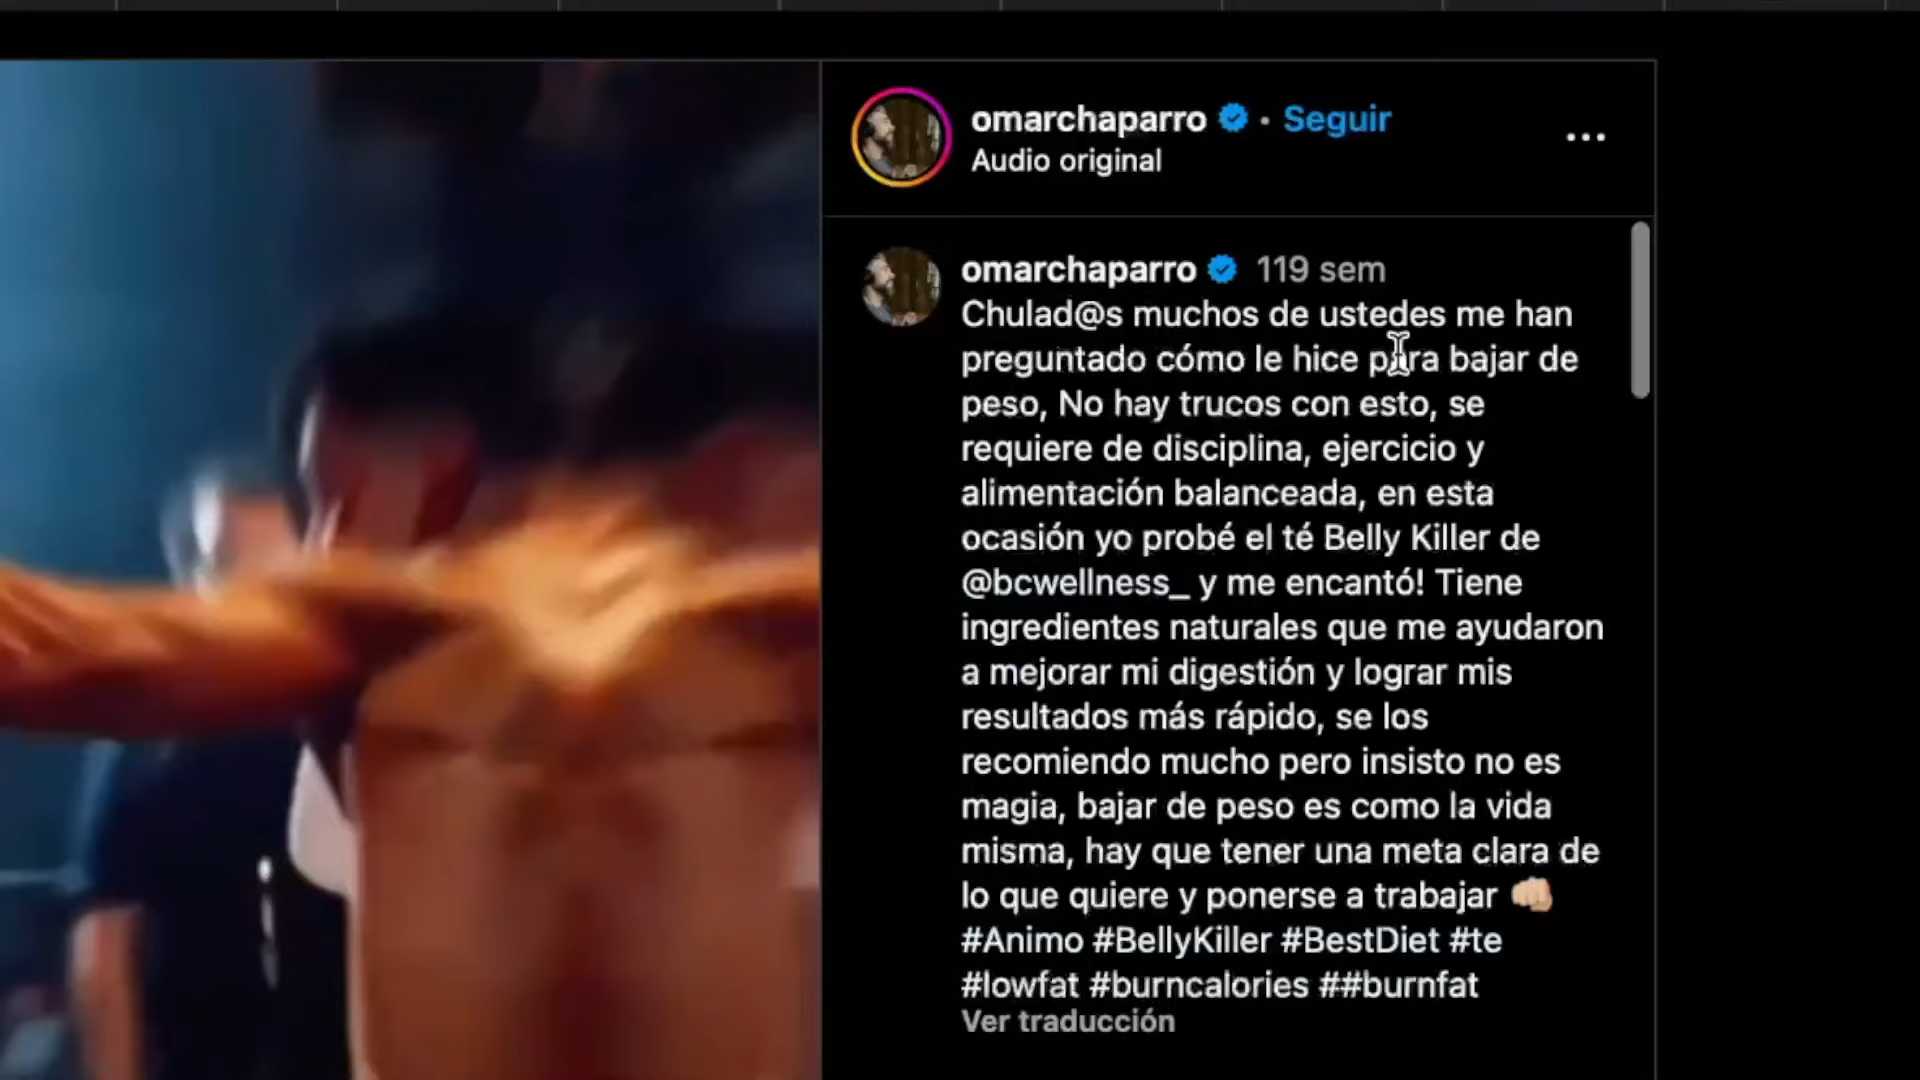 omarchaparro • Seguir
Audio original
omarchaparro 119 sem
Chulad@s muchos de ustedes me han
preguntado cómo le hice para bajar de
peso, No hay trucos con esto, se
requiere de disciplina, ejercicio y
alimentación balanceada, en esta
ocasión yo probé el té Belly Killer de
@bcwellness_ y me encantó! Tiene
ingredientes naturales que me ayudaron
a mejorar mi digestión y lograr mis
resultados más rápido, se los
recomiendo mucho pero insisto no es
magia, bajar de peso es como la vida
misma, hay que tener una meta clara de
lo que quiere y ponerse a trabajar 👊🏼
#Animo #BellyKiller #BestDiet #te
#lowfat #burncalories ##burnfat
Ver traducción